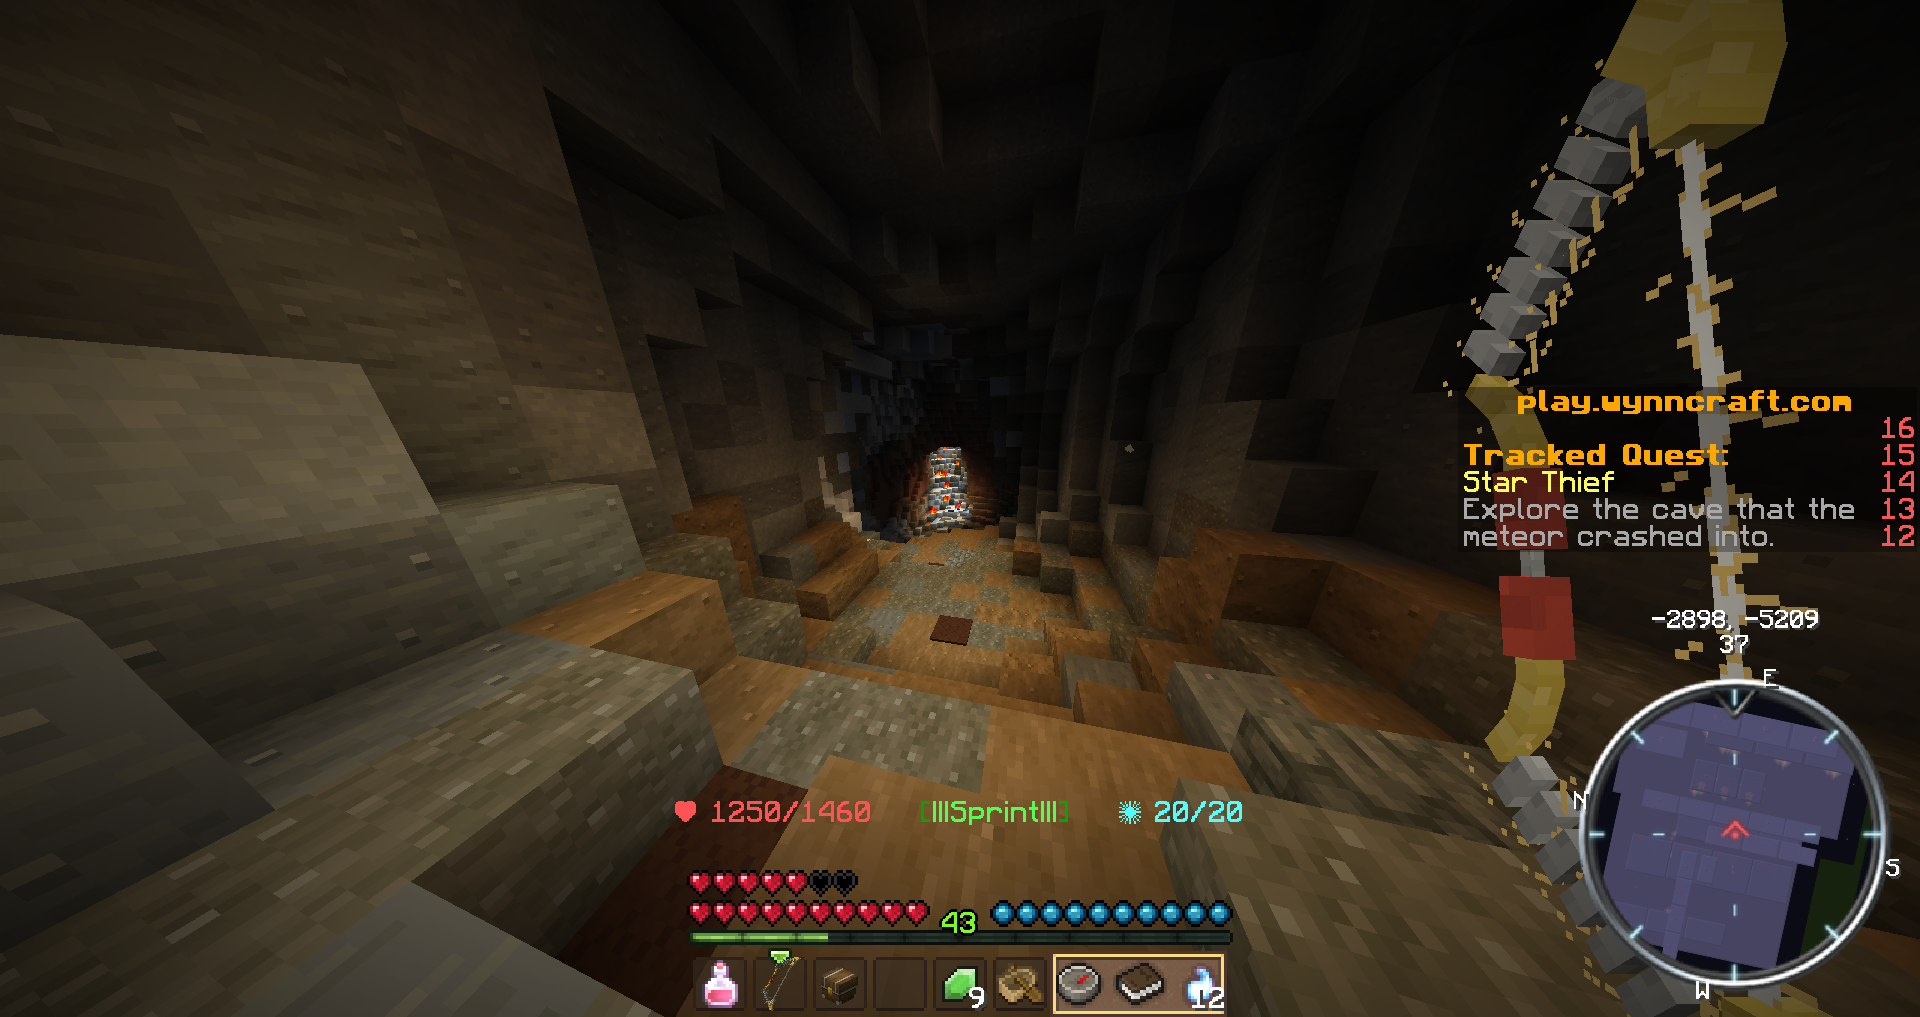 play.wynncraft.com
16
Tracked Quest: 15
Star Thief 14
Explore the cave that the 13
meteor crashed into. 12
-2898, -5209
37
E
N
S
W
1250/1460 [|||Sprint|||] 20/20
43
9
12